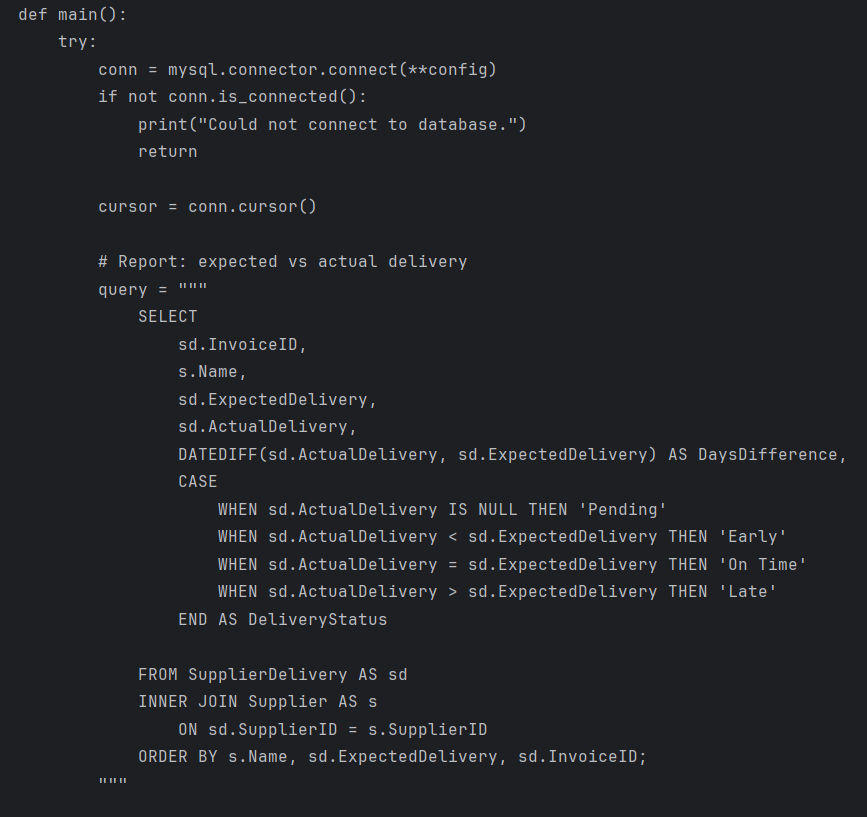 def main():
    try:
        conn = mysql.connector.connect(**config)
        if not conn.is_connected():
            print("Could not connect to database.")
            return

        cursor = conn.cursor()

        # Report: expected vs actual delivery
        query = """
            SELECT
                sd.InvoiceID,
                s.Name,
                sd.ExpectedDelivery,
                sd.ActualDelivery,
                DATEDIFF(sd.ActualDelivery, sd.ExpectedDelivery) AS DaysDifference,
                CASE
                    WHEN sd.ActualDelivery IS NULL THEN 'Pending'
                    WHEN sd.ActualDelivery < sd.ExpectedDelivery THEN 'Early'
                    WHEN sd.ActualDelivery = sd.ExpectedDelivery THEN 'On Time'
                    WHEN sd.ActualDelivery > sd.ExpectedDelivery THEN 'Late'
                END AS DeliveryStatus

            FROM SupplierDelivery AS sd
            INNER JOIN Supplier AS s
                ON sd.SupplierID = s.SupplierID
            ORDER BY s.Name, sd.ExpectedDelivery, sd.InvoiceID;
        """